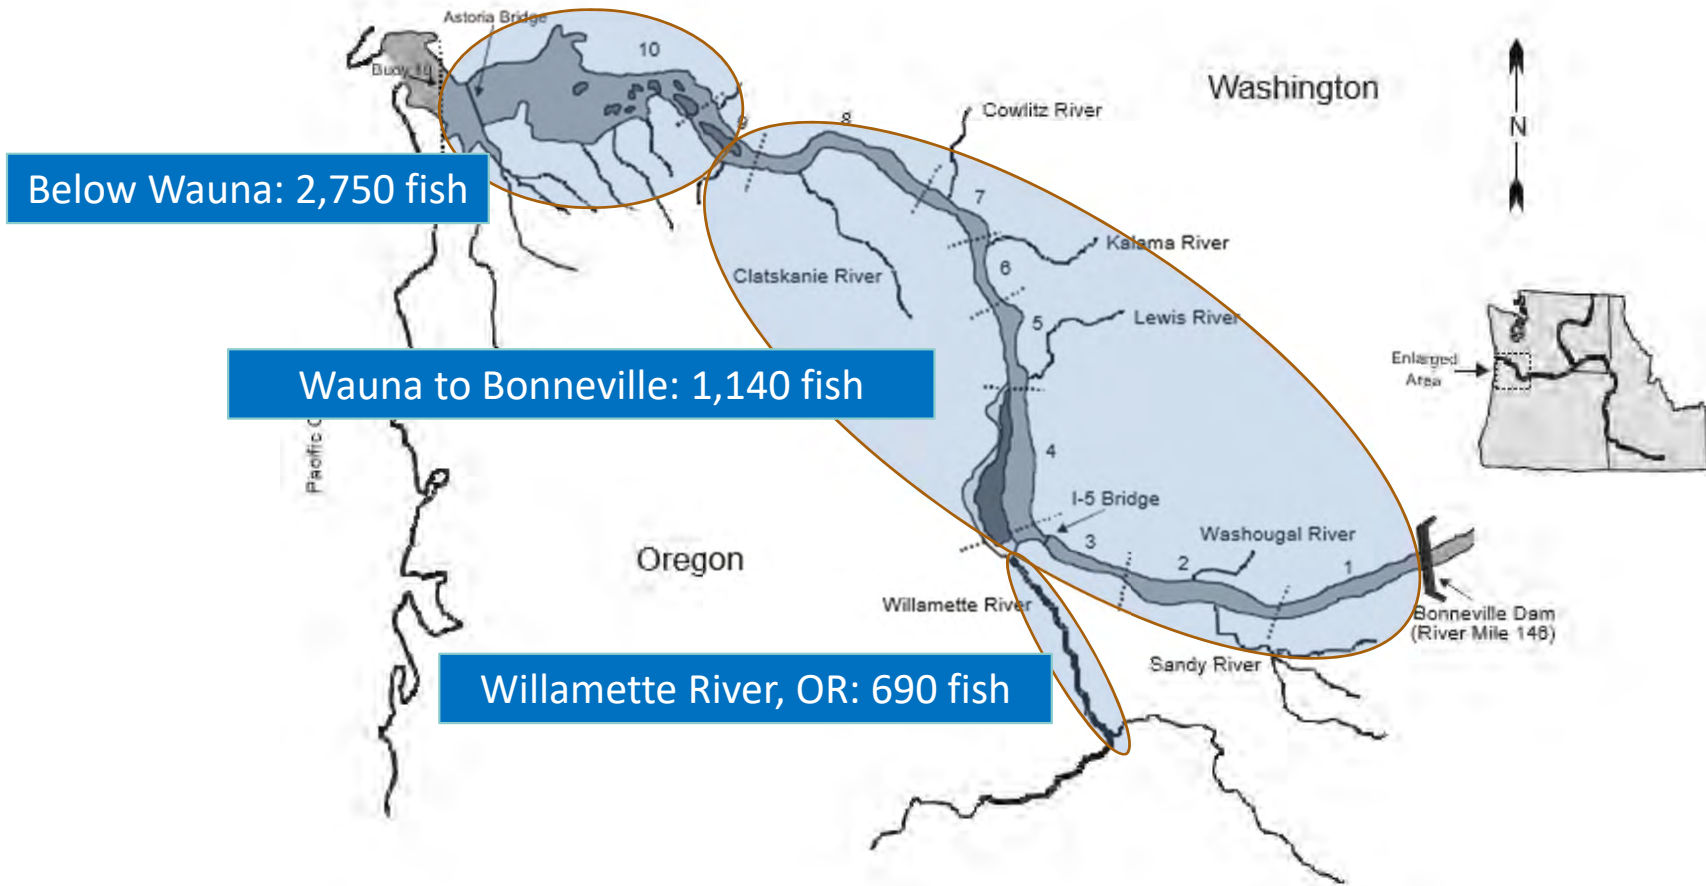 Astoria Bridge
10
Buoy 10
Washington
8
Cowlitz River
N
9
Below Wauna: 2,750 fish
7
Kalama River
6
Clatskanie River
5
Lewis River
Enlarged
Area
Wauna to Bonneville: 1,140 fish
Pacific
4
I-5 Bridge
Washougal River
3
2
1
Oregon
Willamette River
Bonneville Dam
(River Mile 146)
Sandy River
Willamette River, OR: 690 fish